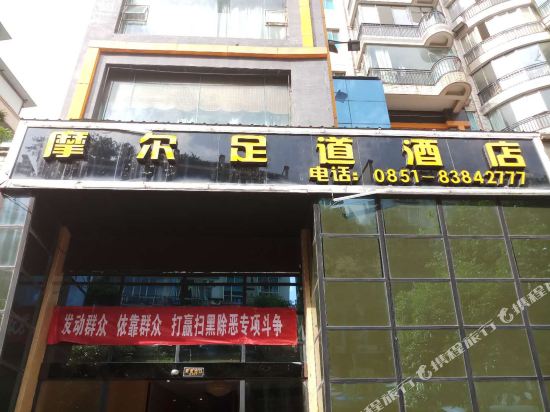 摩尔足道酒店
电话：0851-83842777
发动群众 依靠群众 打赢扫黑除恶专项斗争
携程旅行